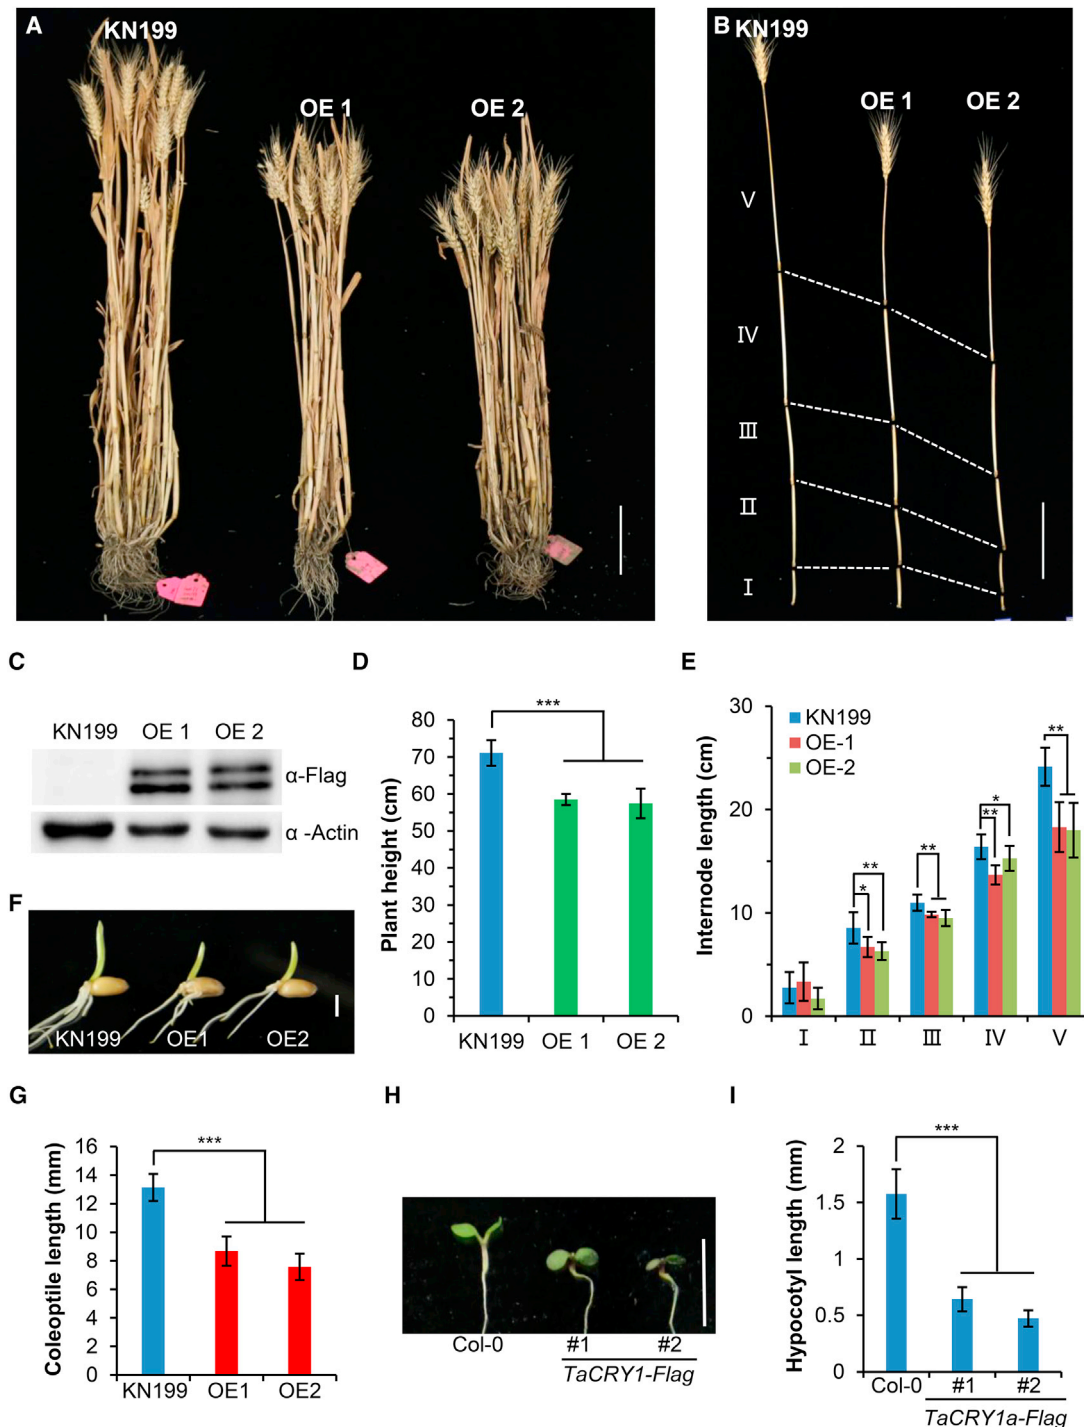 A
KN199
OE 1
OE 2
B
KN199
OE 1
OE 2
V
IV
III
II
I
C
KN199 OE 1 OE 2
α-Flag
α -Actin
D
Plant height (cm)
80
70
60
50
40
30
20
10
0
***
KN199 OE 1 OE 2
E
Internode length (cm)
30
20
10
0
KN199
OE-1
OE-2
*
**
**
**
*
**
I II III IV V
F
KN199 OE1 OE2
G
Coleoptile length (mm)
16
14
12
10
8
6
4
2
0
***
KN199 OE1 OE2
H
Col-0 #1 #2
TaCRY1-Flag
I
Hypocotyl length (mm)
2
1.5
1
0.5
0
***
Col-0 #1 #2
TaCRY1a-Flag